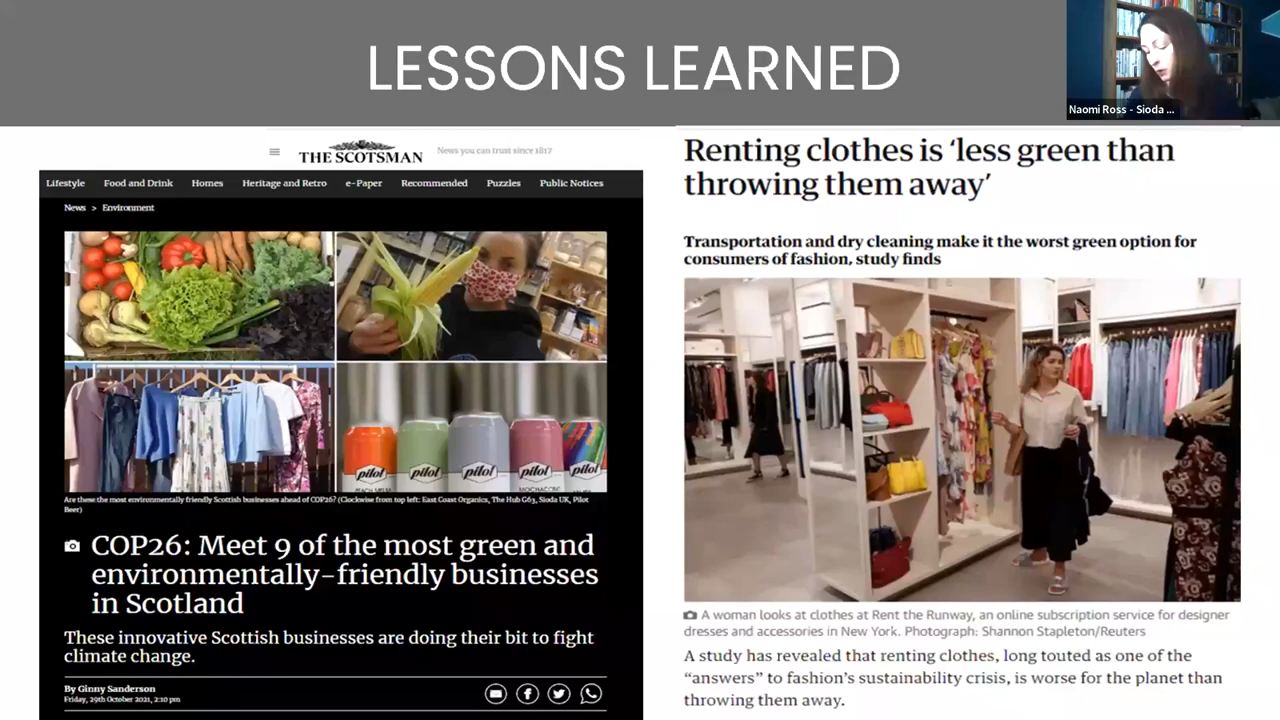 LESSONS LEARNED
Naomi Ross - Sioda ...
THE SCOTSMAN
News you can trust since 1817
Lifestyle Food and Drink Homes Heritage and Retro e-Paper Recommended Puzzles Public Notices
News > Environment
pilot pilot pilot pilot pilot
Are these the most environmentally friendly Scottish businesses ahead of COP26? (Clockwise from top left: East Coast Organics, The Hub G63, Sioda UK, Pilot
Beer)
COP26: Meet 9 of the most green and
environmentally-friendly businesses
in Scotland
These innovative Scottish businesses are doing their bit to fight
climate change.
By Ginny Sanderson
Friday, 29th October 2021, 2:10 pm
Renting clothes is ‘less green than
throwing them away’
Transportation and dry cleaning make it the worst green option for
consumers of fashion, study finds
A woman looks at clothes at Rent the Runway, an online subscription service for designer
dresses and accessories in New York. Photograph: Shannon Stapleton/Reuters
A study has revealed that renting clothes, long touted as one of the
“answers” to fashion’s sustainability crisis, is worse for the planet than
throwing them away.